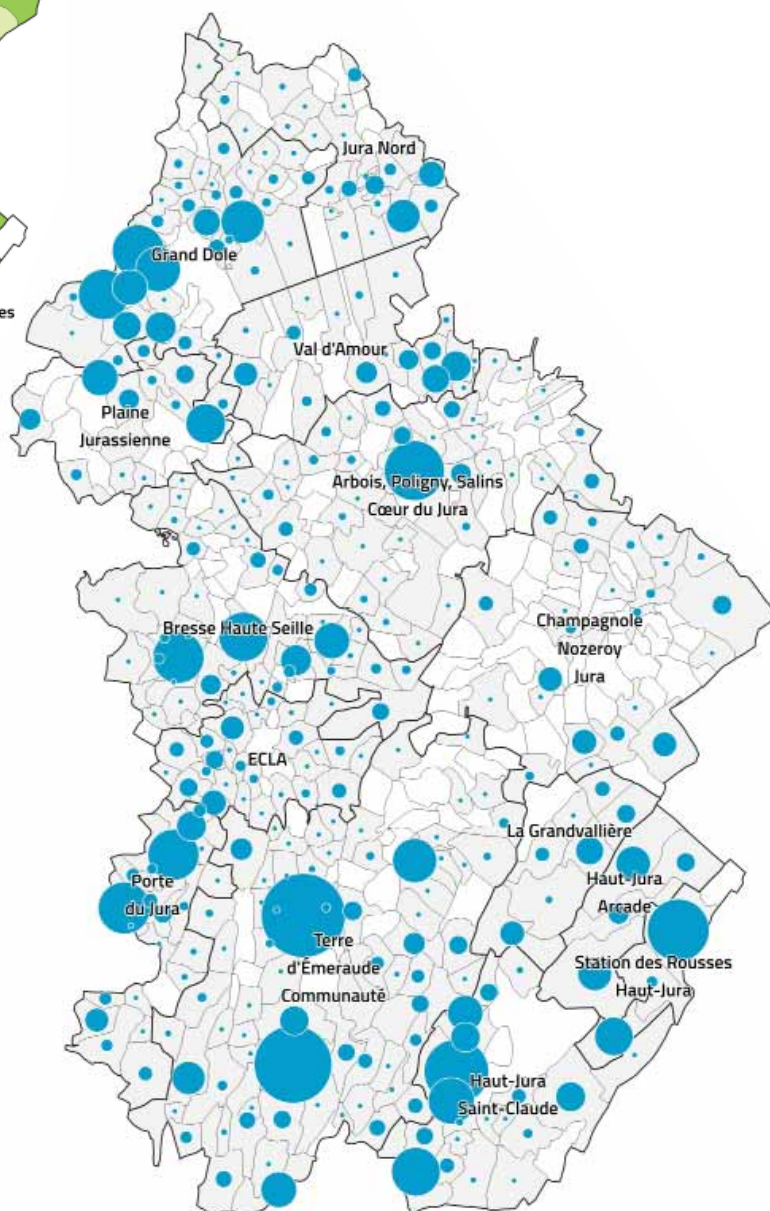 Jura Nord
Grand Dole
es
Val d'Amour
Plaine
Jurassienne
Arbois, Poligny, Salins
Cœur du Jura
Bresse Haute Seille
Champagnole
Nozeroy
Jura
ECLA
La Grandvallière
Porte
du Jura
Haut-Jura
Arcade
Terre
d'Émeraude
Communauté
Station des Rousses
Haut-Jura
Haut-Jura
Saint-Claude